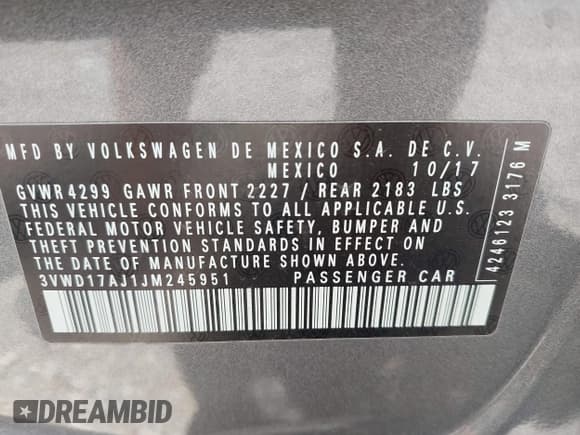 MFD BY VOLKSWAGEN DE MEXICO S.A. DE C.V.
MEXICO 10/17
GVWR 4299 GAWR FRONT 2227 / REAR 2183 LBS
THIS VEHICLE CONFORMS TO ALL APPLICABLE U.S.
FEDERAL MOTOR VEHICLE SAFETY, BUMPER AND
THEFT PREVENTION STANDARDS IN EFFECT ON
THE DATE OF MANUFACTURE SHOWN ABOVE.
3VWD17AJ1JM245951 PASSENGER CAR
4246123 3176 M
DREAMBID